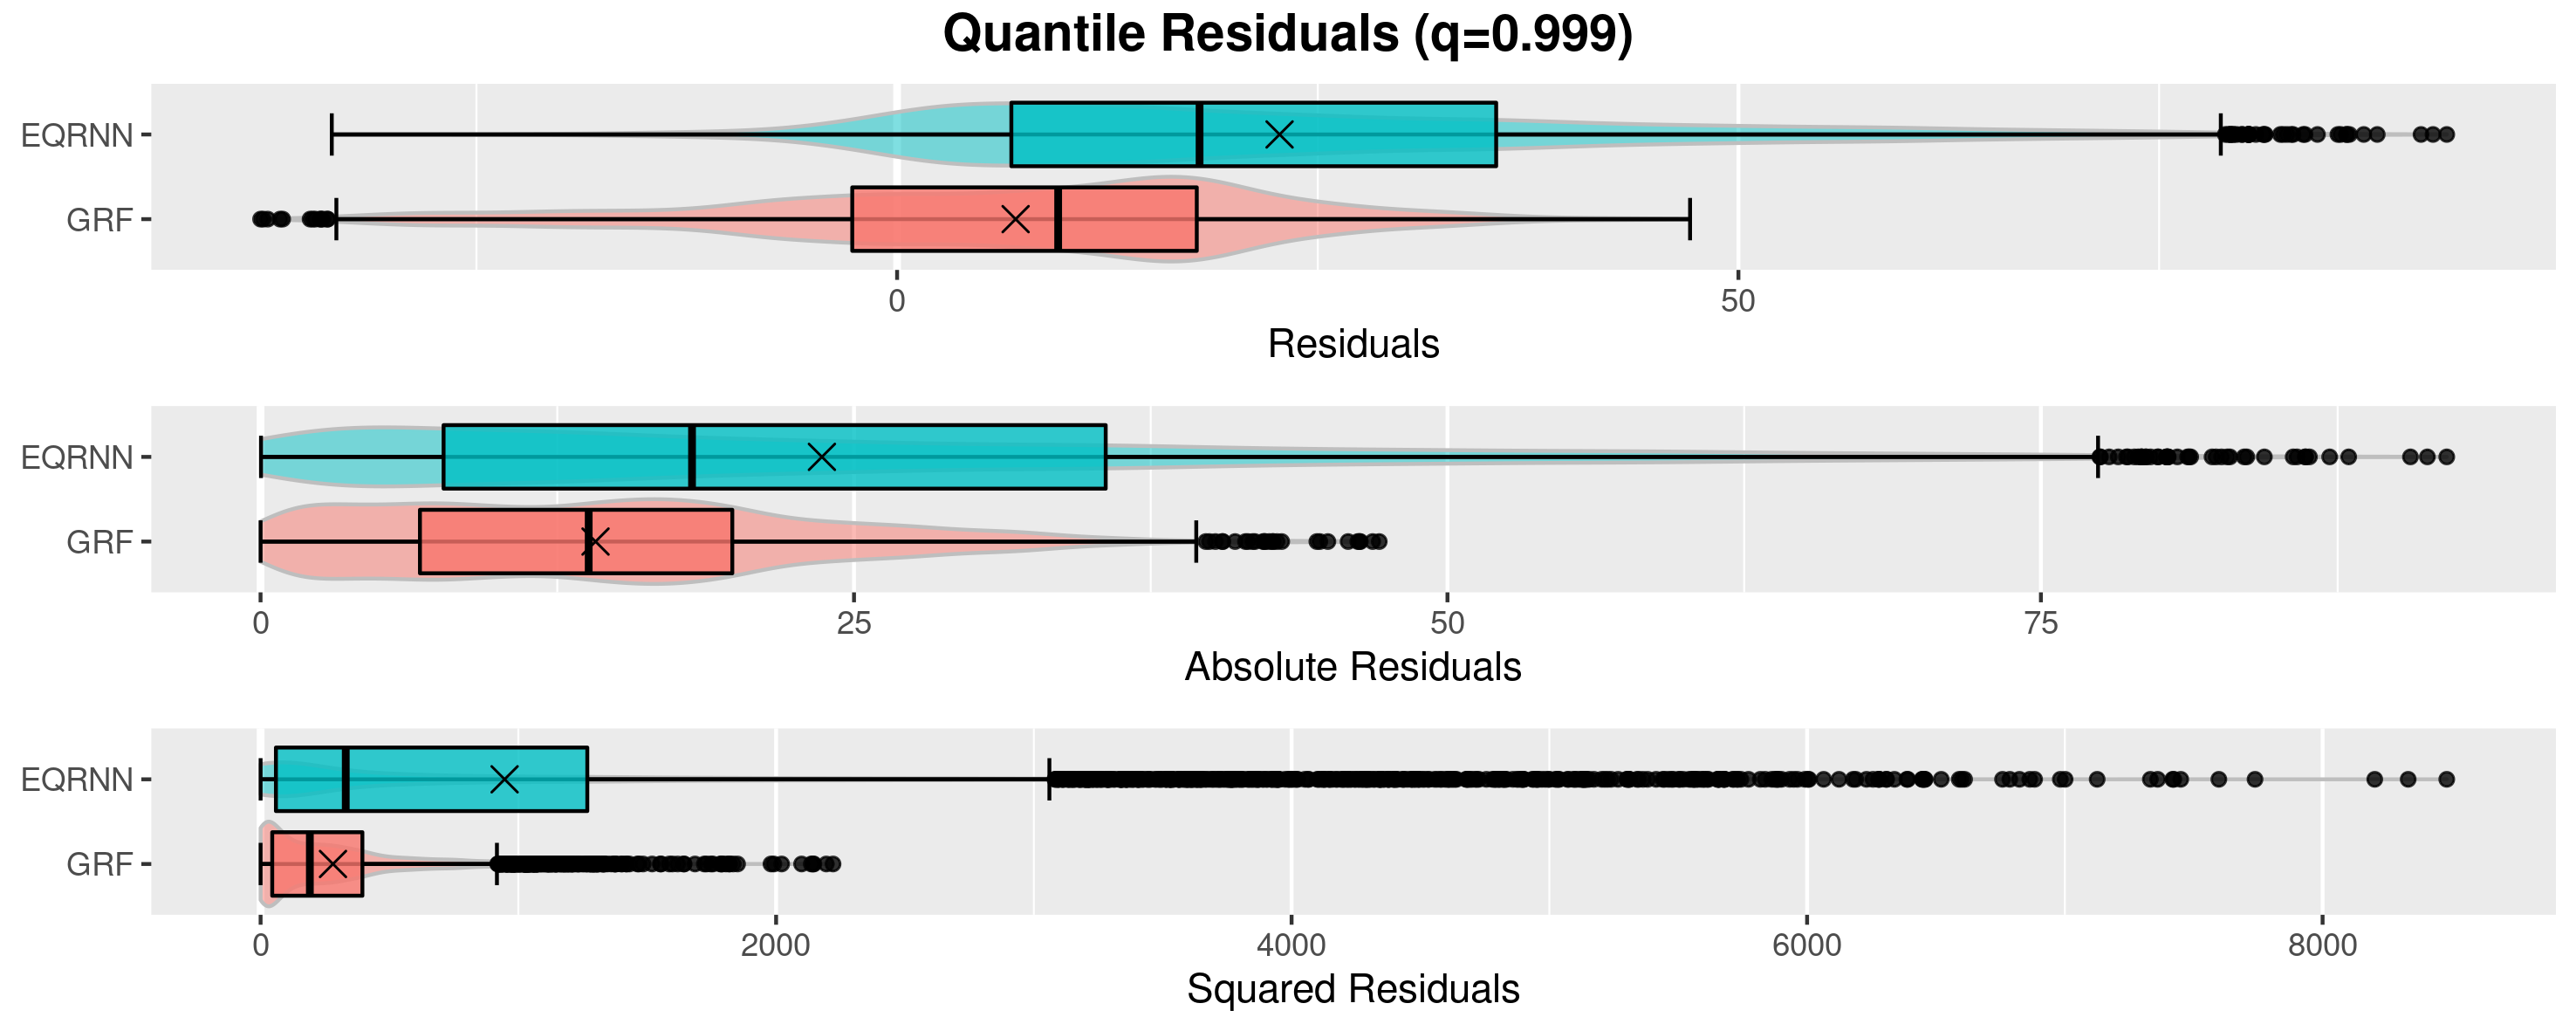 Quantile Residuals (q=0.999)
EQRNN
GRF
0 50
Residuals
EQRNN
GRF
0 25 50 75
Absolute Residuals
EQRNN
GRF
0 2000 4000 6000 8000
Squared Residuals